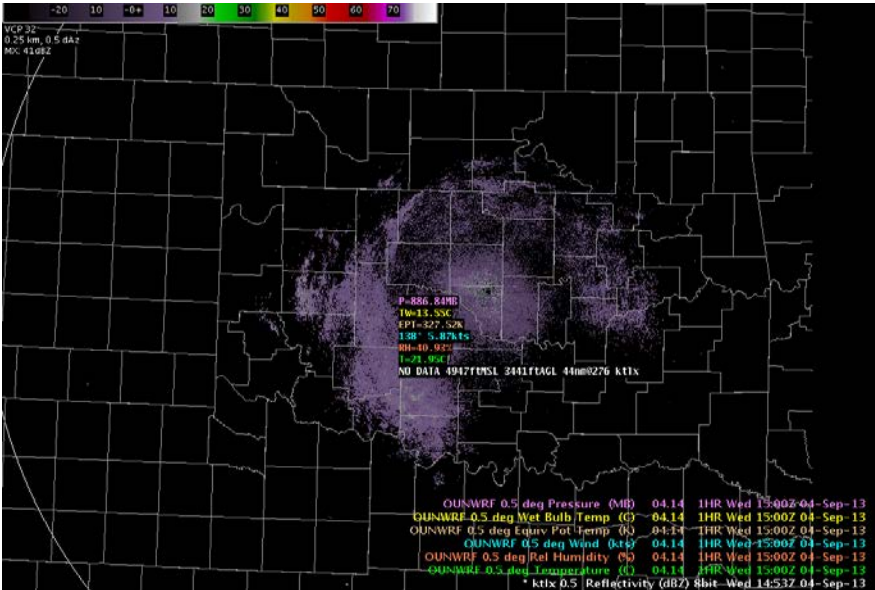 -20 10 -0+ 10 20 30 40 50 60 70
VCP 32
0.25 km, 0.5 dAz
MX: 41dBZ
P=886.84MB
TW=13.55C
EPT=327.52K
138° 5.87kts
RH=40.93%
T=21.95C
NO DATA 4947ftMSL 3441ftAGL 44nm@276 ktlx
OUNWRF 0.5 deg Pressure (MB) 04.14 1HR Wed 15:00Z 04-Sep-13
OUNWRF 0.5 deg Wet Bulb Temp (C) 04.14 1HR Wed 15:00Z 04-Sep-13
OUNWRF 0.5 deg Equiv Pot Temp (K) 04.14 1HR Wed 15:00Z 04-Sep-13
OUNWRF 0.5 deg Wind (kts) 04.14 1HR Wed 15:00Z 04-Sep-13
OUNWRF 0.5 deg Rel Humidity (%) 04.14 1HR Wed 15:00Z 04-Sep-13
OUNWRF 0.5 deg Temperature (C) 04.14 1HR Wed 15:00Z 04-Sep-13
* ktlx 0.5 Reflectivity (dBZ) 8bit Wed 14:53Z 04-Sep-13